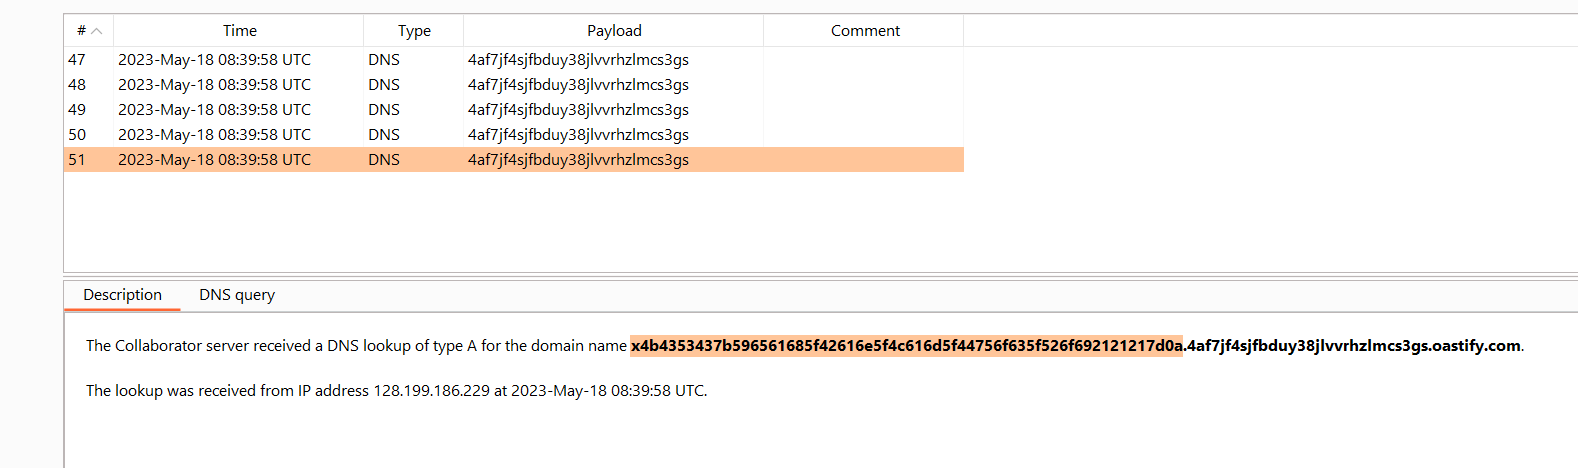 # Time Type Payload Comment
47 2023-May-18 08:39:58 UTC DNS 4af7jf4sjfbduy38jlvvrhzlmcs3gs
48 2023-May-18 08:39:58 UTC DNS 4af7jf4sjfbduy38jlvvrhzlmcs3gs
49 2023-May-18 08:39:58 UTC DNS 4af7jf4sjfbduy38jlvvrhzlmcs3gs
50 2023-May-18 08:39:58 UTC DNS 4af7jf4sjfbduy38jlvvrhzlmcs3gs
51 2023-May-18 08:39:58 UTC DNS 4af7jf4sjfbduy38jlvvrhzlmcs3gs
Description DNS query
The Collaborator server received a DNS lookup of type A for the domain name x4b4353437b596561685f42616e5f4c616d5f44756f635f526f692121217d0a.4af7jf4sjfbduy38jlvvrhzlmcs3gs.oastify.com.
The lookup was received from IP address 128.199.186.229 at 2023-May-18 08:39:58 UTC.